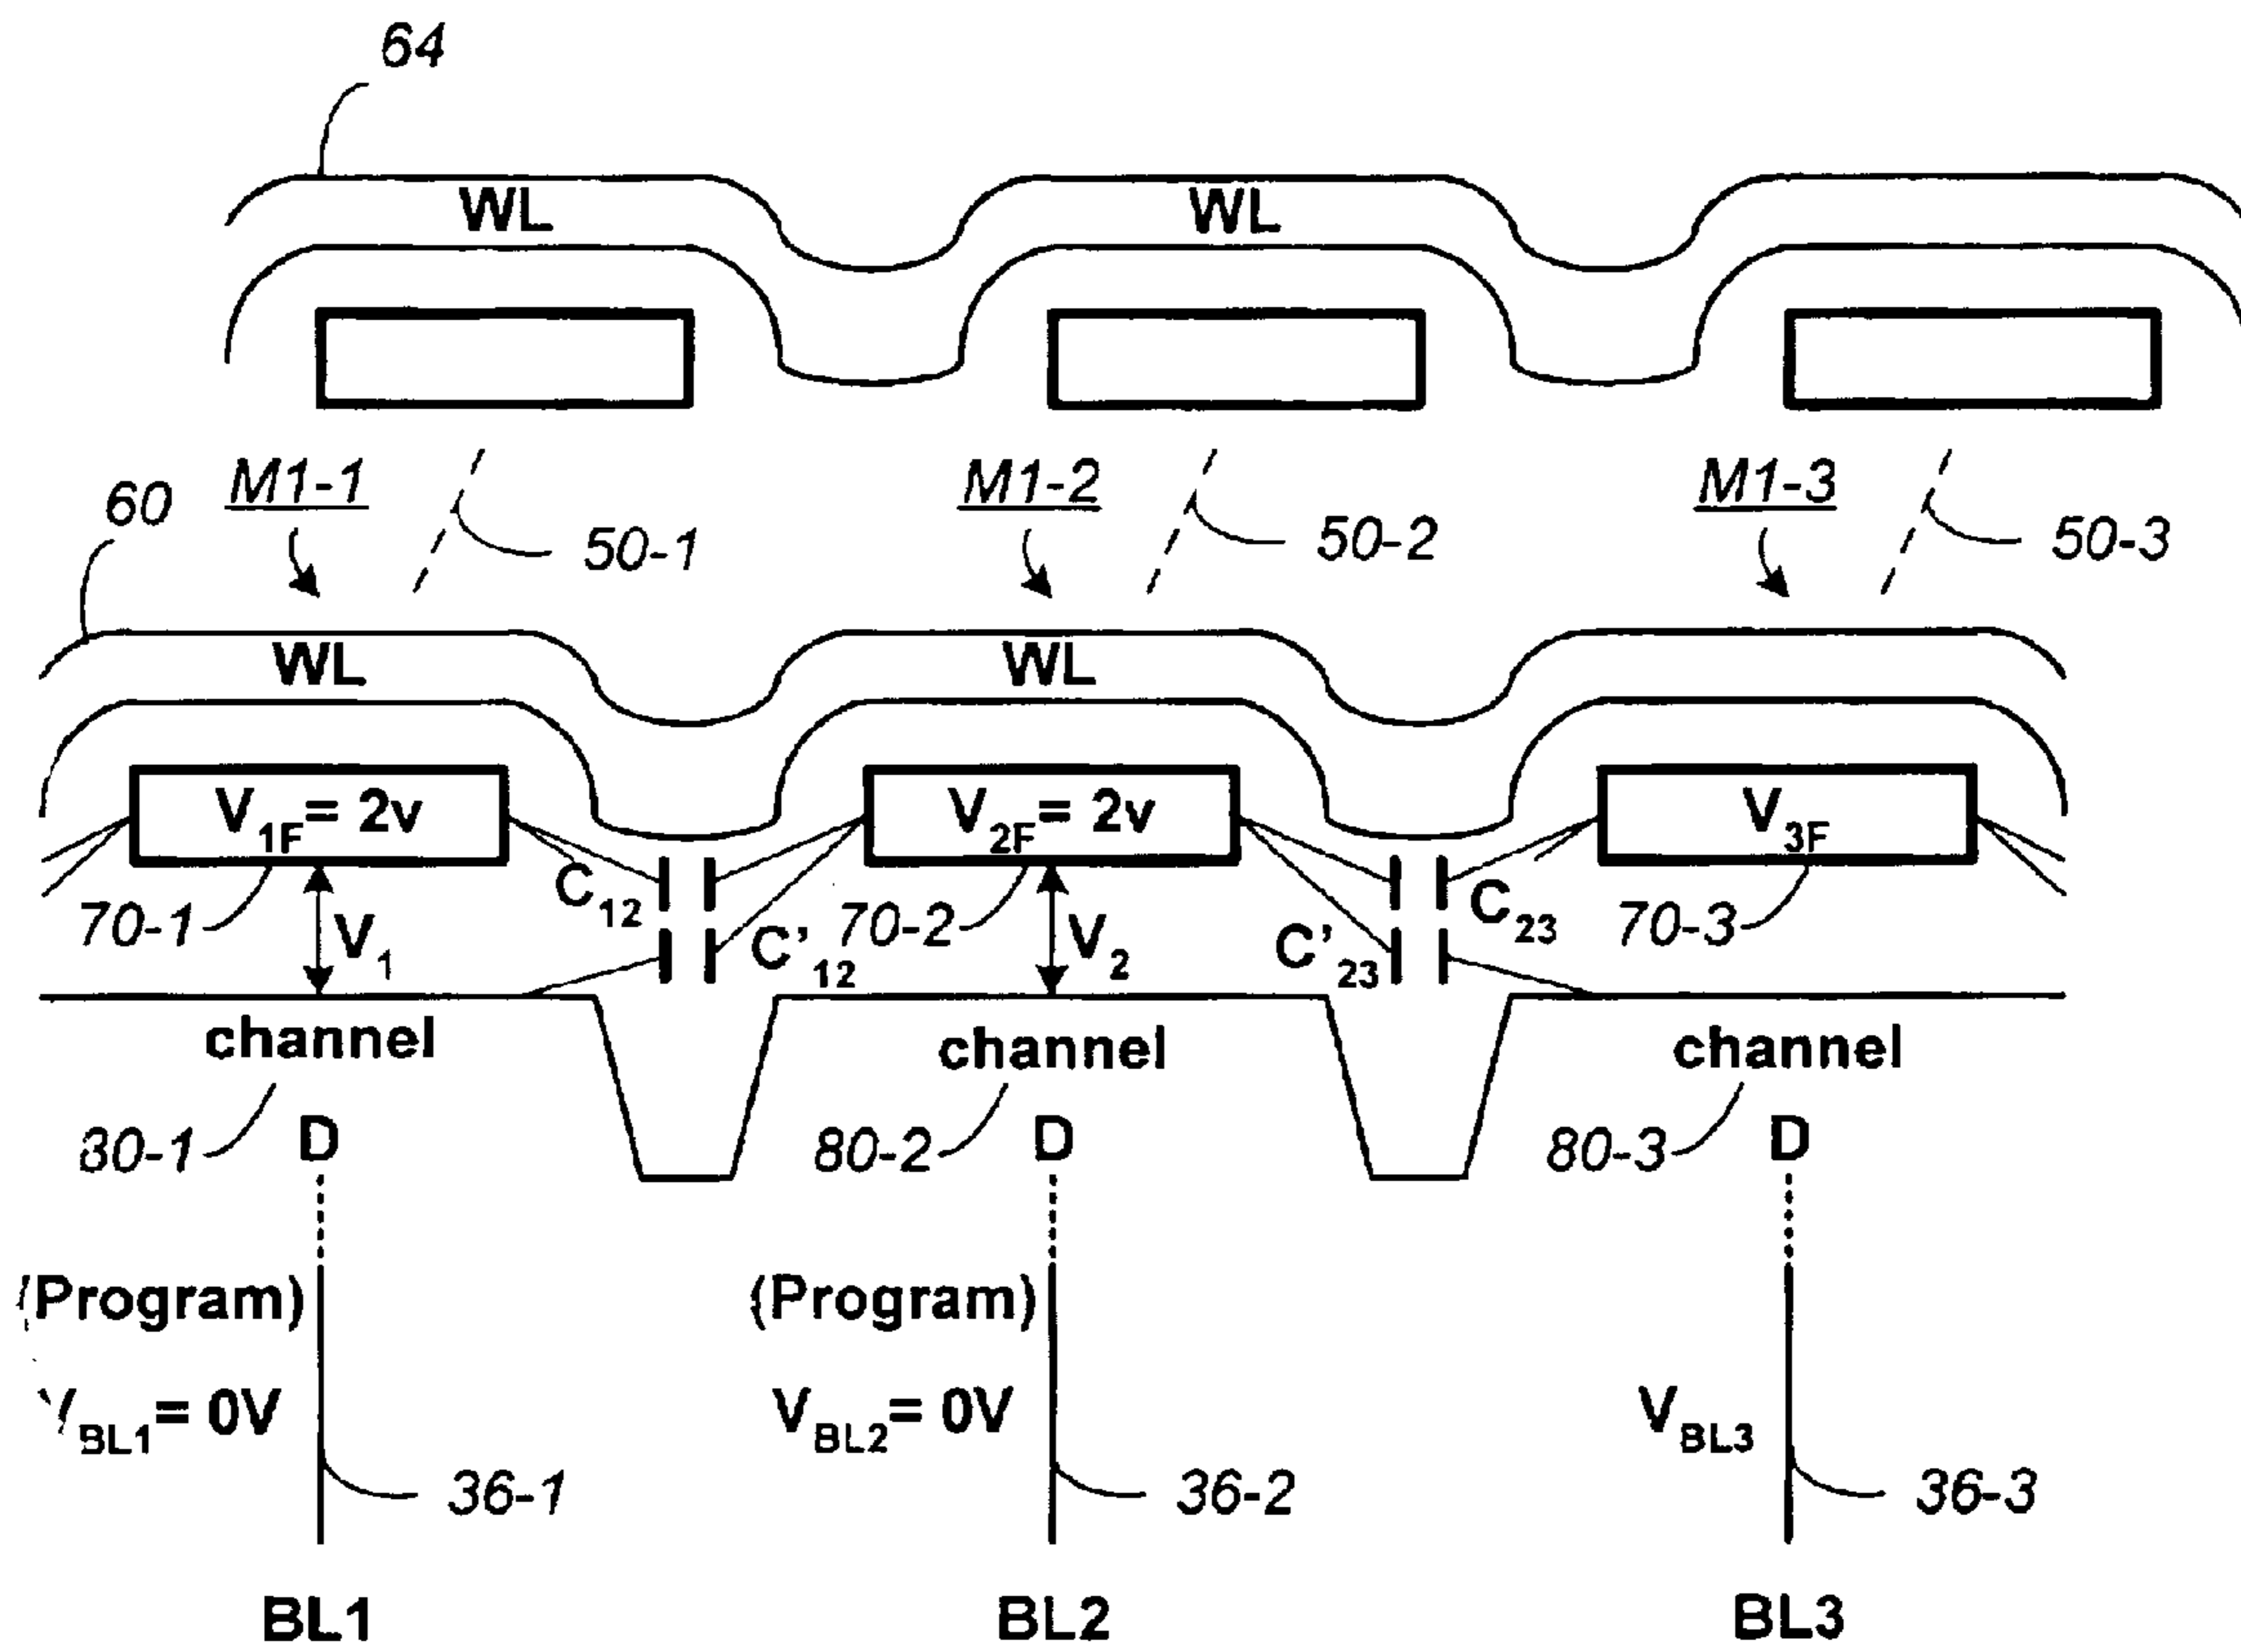 64
WL WL
M1-1 M1-2 M1-3
60
50-1 50-2 50-3
WL WL
V1F= 2v V2F= 2v V3F
C12 C23
70-1 V1 C'12 70-2 V2 C'23 70-3
channel channel channel
80-1 D 80-2 D 80-3 D
(Program) (Program)
VBL1= 0V VBL2= 0V VBL3
36-1 36-2 36-3
BL1 BL2 BL3